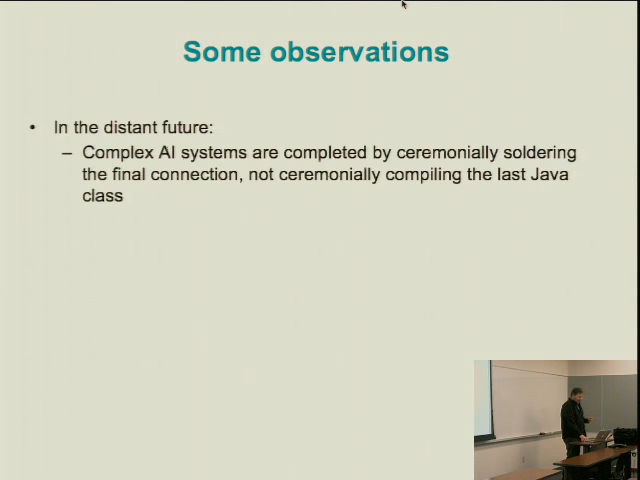 Some observations
• In the distant future:
– Complex AI systems are completed by ceremonially soldering
the final connection, not ceremonially compiling the last Java
class